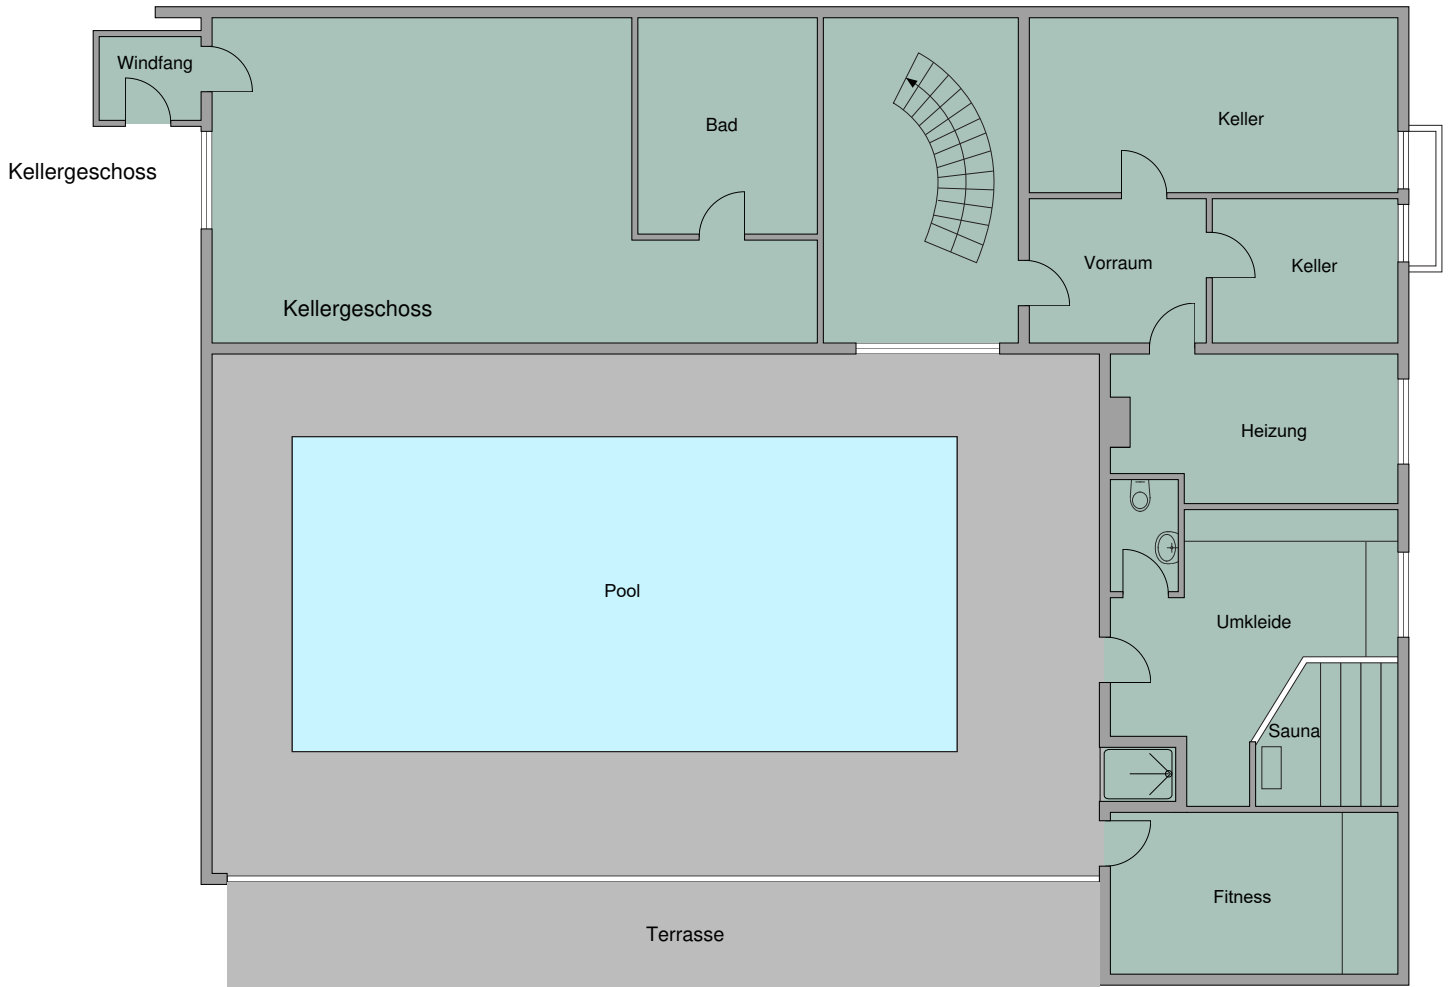 Windfang
Bad
Keller
Kellergeschoss
Vorraum
Keller
Kellergeschoss
Heizung
Pool
Umkleide
Sauna
Fitness
Terrasse